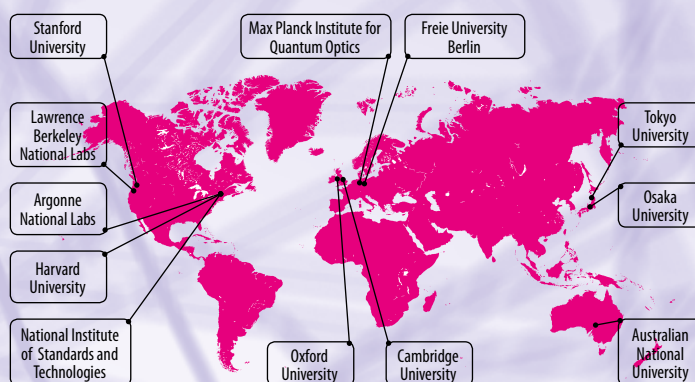 Stanford
University
Max Planck Institute for
Quantum Optics
Freie University
Berlin
Lawrence
Berkeley
National Labs
Tokyo
University
Argonne
National Labs
Osaka
University
Harvard
University
National Institute
of Standards and
Technologies
Oxford
University
Cambridge
University
Australian
National
University